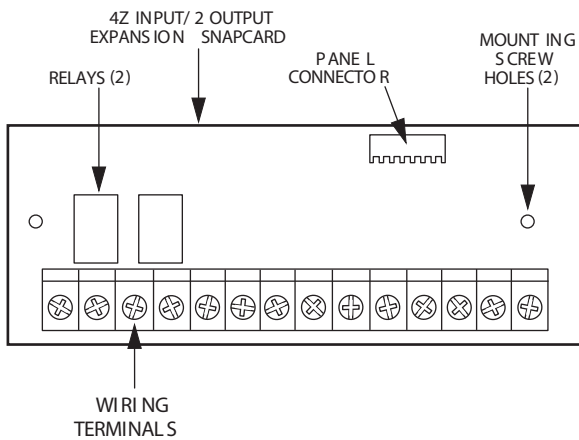 4Z INPUT/ 2 OUTPUT
EXPANSION SNAPCARD
RELAYS (2)
PANEL
CONNECTOR
MOUNTING
SCREW
HOLES (2)
WIRING
TERMINALS